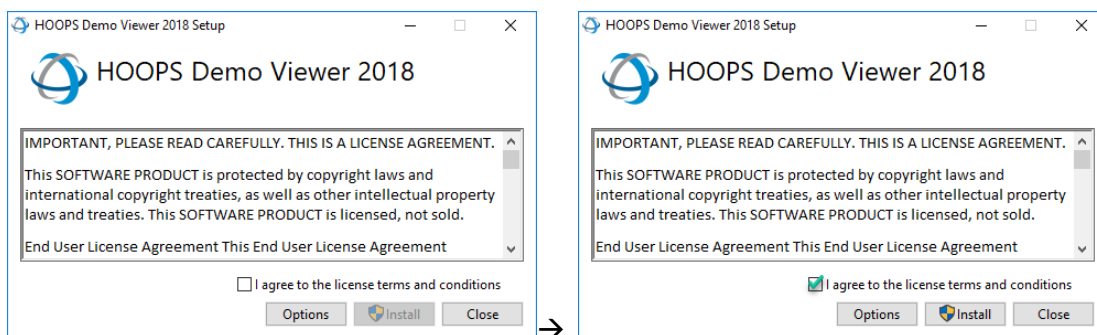 HOOPS Demo Viewer 2018 Setup
HOOPS Demo Viewer 2018
IMPORTANT, PLEASE READ CAREFULLY. THIS IS A LICENSE AGREEMENT.
This SOFTWARE PRODUCT is protected by copyright laws and
international copyright treaties, as well as other intellectual property
laws and treaties. This SOFTWARE PRODUCT is licensed, not sold.
End User License Agreement This End User License Agreement
I agree to the license terms and conditions
Options Install Close
→
HOOPS Demo Viewer 2018 Setup
HOOPS Demo Viewer 2018
IMPORTANT, PLEASE READ CAREFULLY. THIS IS A LICENSE AGREEMENT.
This SOFTWARE PRODUCT is protected by copyright laws and
international copyright treaties, as well as other intellectual property
laws and treaties. This SOFTWARE PRODUCT is licensed, not sold.
End User License Agreement This End User License Agreement
I agree to the license terms and conditions
Options Install Close